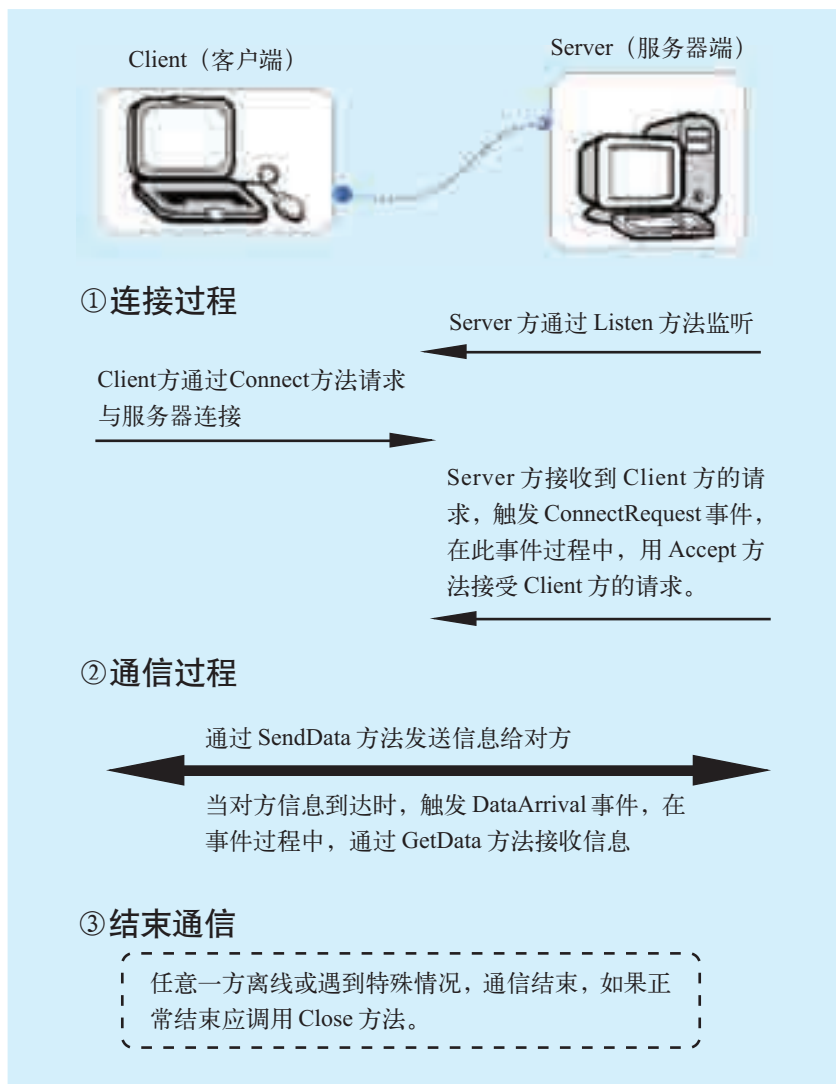 Client（客户端）
Server（服务器端）
①连接过程
Server 方通过 Listen 方法监听
Client方通过Connect方法请求
与服务器连接
Server 方接收到 Client 方的请
求，触发 ConnectRequest 事件，
在此事件过程中，用 Accept 方
法接受 Client 方的请求。
②通信过程
通过 SendData 方法发送信息给对方
当对方信息到达时，触发 DataArrival 事件，在
事件过程中，通过 GetData 方法接收信息
③结束通信
任意一方离线或遇到特殊情况，通信结束，如果正
常结束应调用 Close 方法。